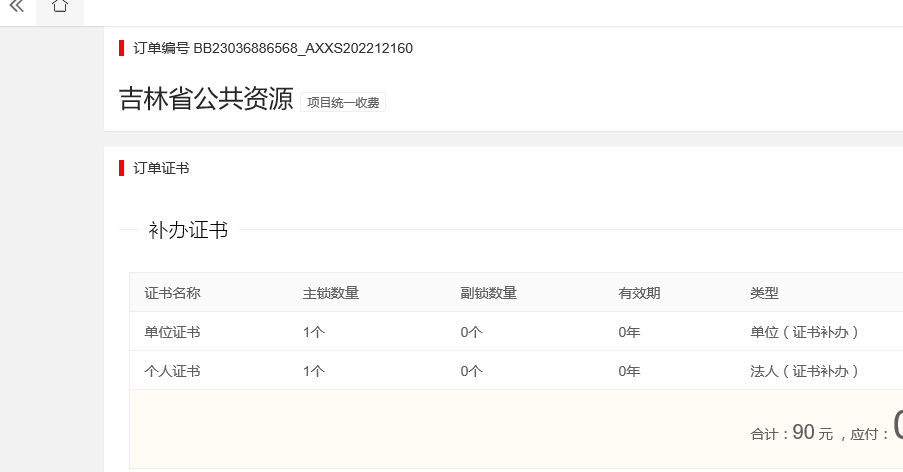 订单编号 BB23036886568_AXXS202212160
吉林省公共资源 项目统一收费
订单证书
补办证书
证书名称 主锁数量 副锁数量 有效期 类型
单位证书 1个 0个 0年 单位（证书补办）
个人证书 1个 0个 0年 法人（证书补办）
合计：90 元 ，应付：